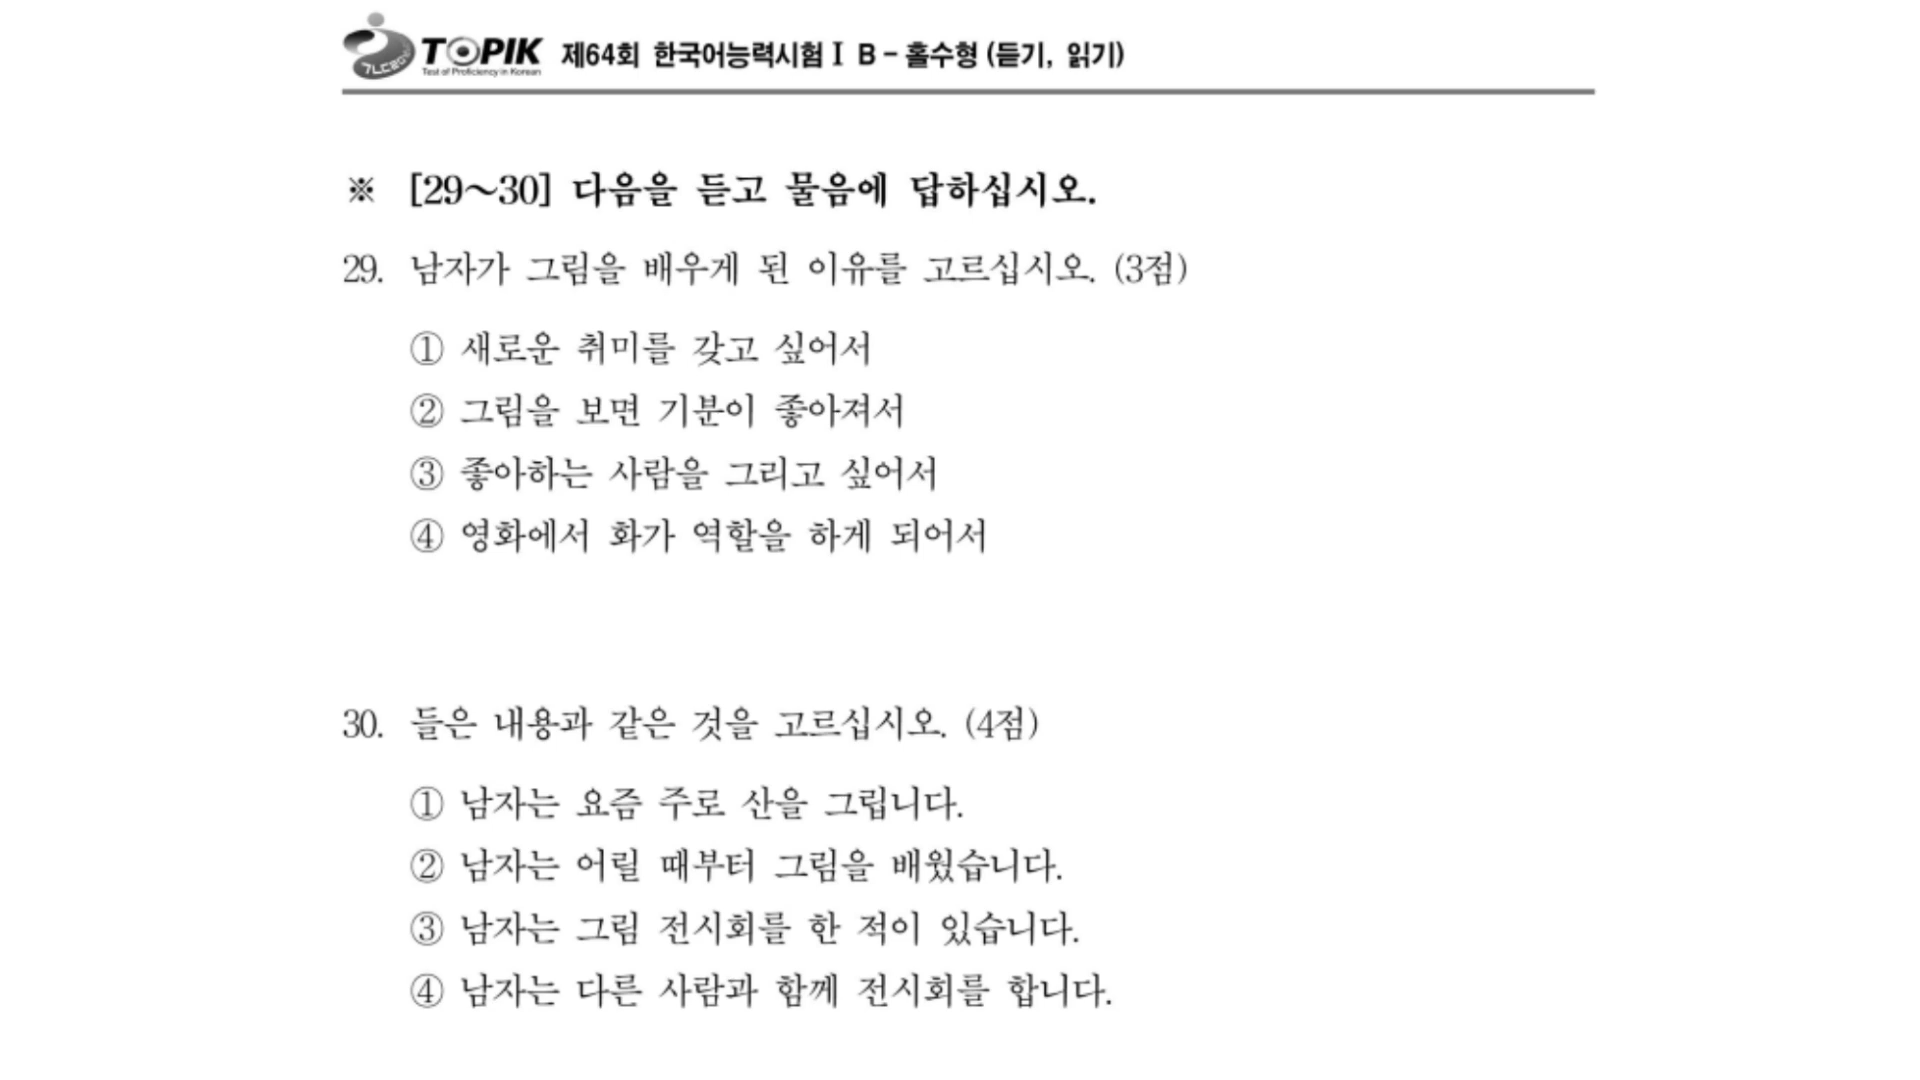 ㄱㄴㄷㄹ
TOPIK 제64회 한국어능력시험Ⅰ B - 홀수형 (듣기, 읽기)
Test of Proficiency in Korean
※ [29～30] 다음을 듣고 물음에 답하십시오.
29. 남자가 그림을 배우게 된 이유를 고르십시오. (3점)
① 새로운 취미를 갖고 싶어서
② 그림을 보면 기분이 좋아져서
③ 좋아하는 사람을 그리고 싶어서
④ 영화에서 화가 역할을 하게 되어서
30. 들은 내용과 같은 것을 고르십시오. (4점)
① 남자는 요즘 주로 산을 그립니다.
② 남자는 어릴 때부터 그림을 배웠습니다.
③ 남자는 그림 전시회를 한 적이 있습니다.
④ 남자는 다른 사람과 함께 전시회를 합니다.